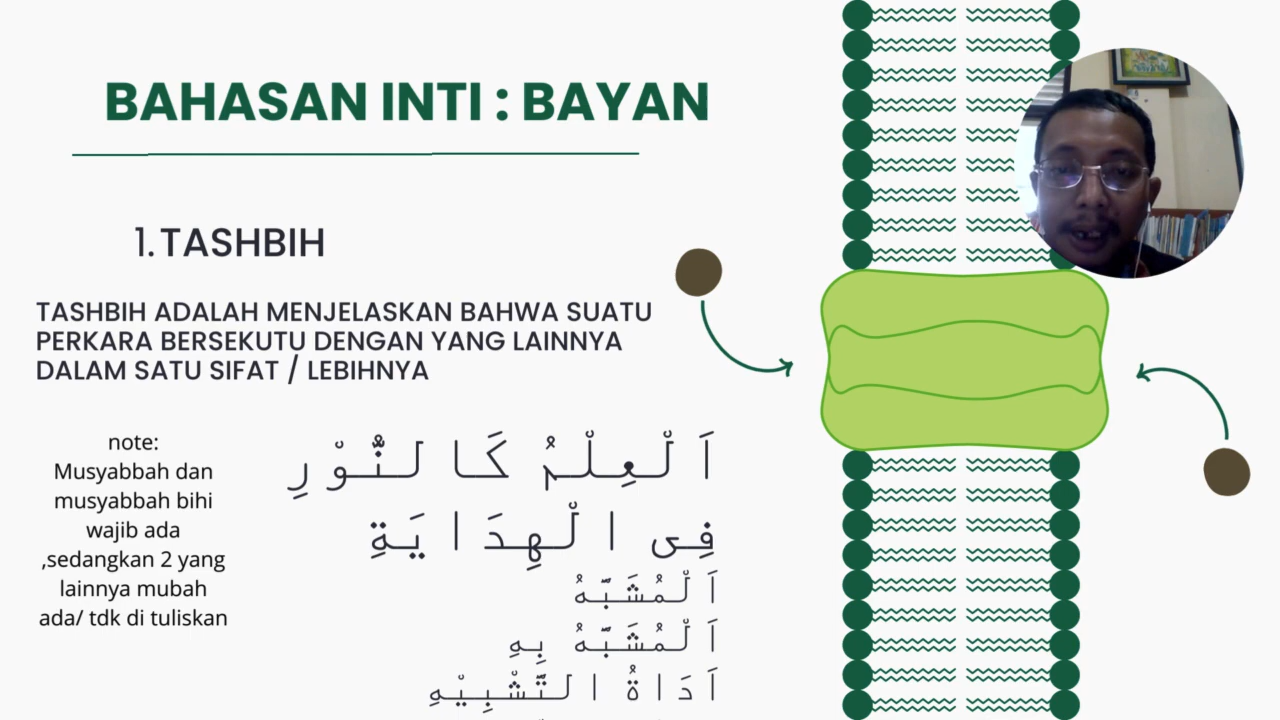 BAHASAN INTI : BAYAN
1. TASHBIH
TASHBIH ADALAH MENJELASKAN BAHWA SUATU
PERKARA BERSEKUTU DENGAN YANG LAINNYA
DALAM SATU SIFAT / LEBIHNYA
note:
Musyabbah dan
musyabbah bihi
wajib ada
,sedangkan 2 yang
lainnya mubah
ada/ tdk di tuliskan
اَلْعِلْمُ كَالنُّوْرِ
فِى الْهِدَايَةِ
اَلْمُشَبَّهُ
اَلْمُشَبَّهُ بِهِ
اَدَاةُ التَّشْبِيْهِ